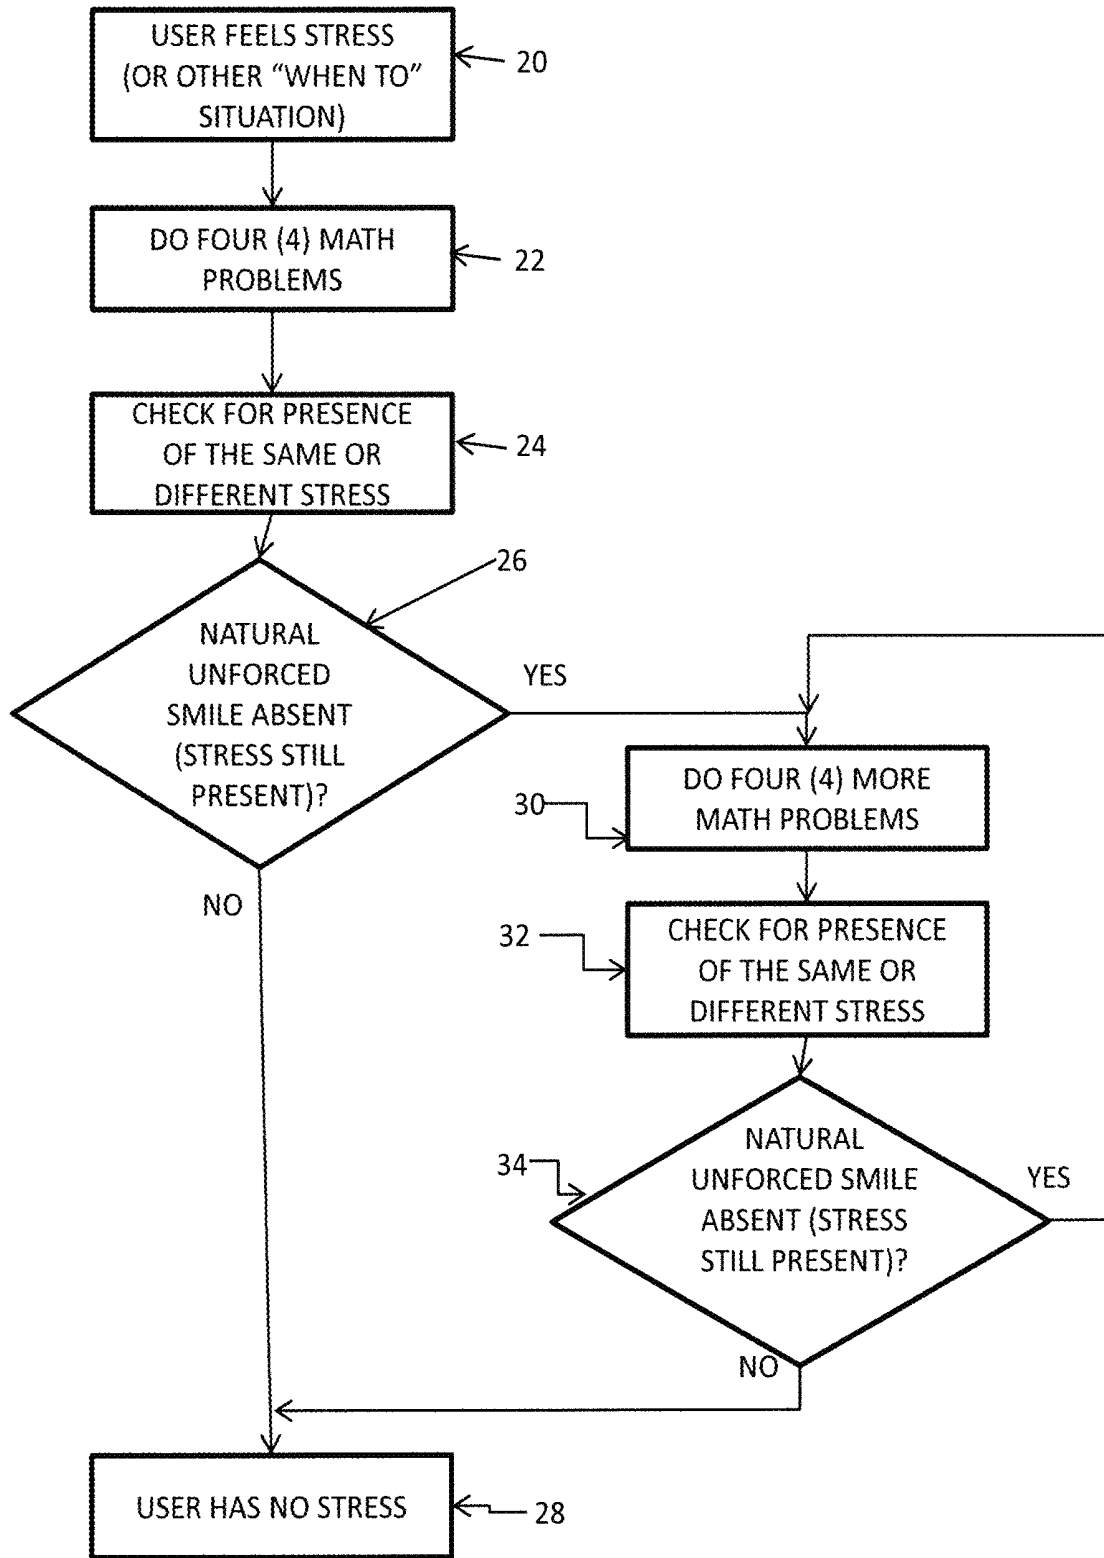 USER FEELS STRESS
(OR OTHER “WHEN TO”
SITUATION)
20
DO FOUR (4) MATH
PROBLEMS
22
CHECK FOR PRESENCE
OF THE SAME OR
DIFFERENT STRESS
24
26
NATURAL
UNFORCED
SMILE ABSENT
(STRESS STILL
PRESENT)?
YES
NO
DO FOUR (4) MORE
MATH PROBLEMS
30
CHECK FOR PRESENCE
OF THE SAME OR
DIFFERENT STRESS
32
NATURAL
UNFORCED SMILE
ABSENT (STRESS
STILL PRESENT)?
34
YES
NO
USER HAS NO STRESS
28